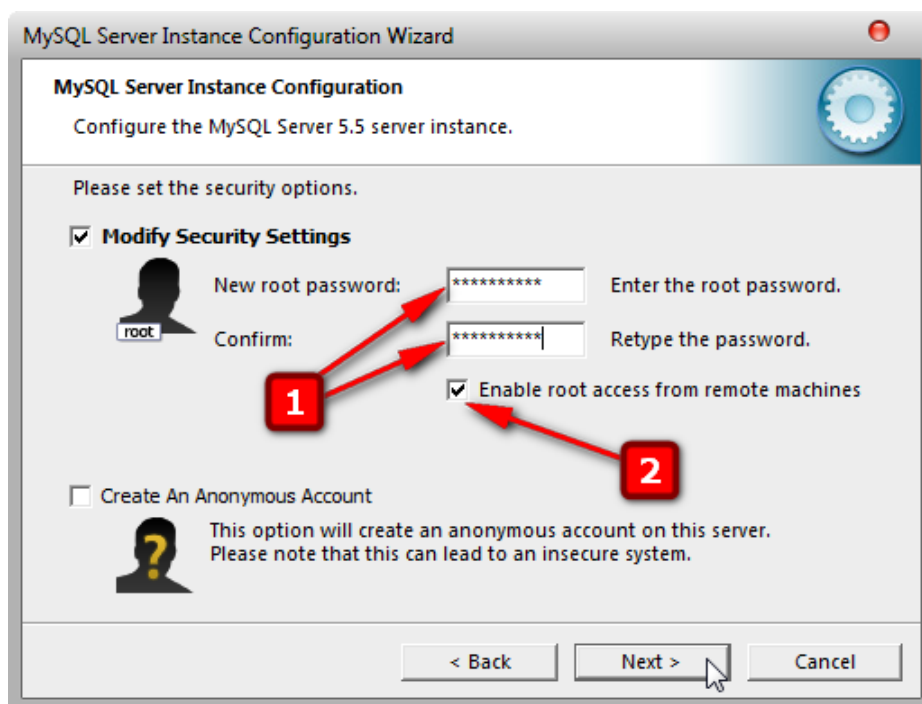 MySQL Server Instance Configuration Wizard
MySQL Server Instance Configuration
Configure the MySQL Server 5.5 server instance.
Please set the security options.
Modify Security Settings
root
New root password: ********** Enter the root password.
Confirm: ********** Retype the password.
1
Enable root access from remote machines
2
Create An Anonymous Account
?
This option will create an anonymous account on this server.
Please note that this can lead to an insecure system.
< Back Next > Cancel